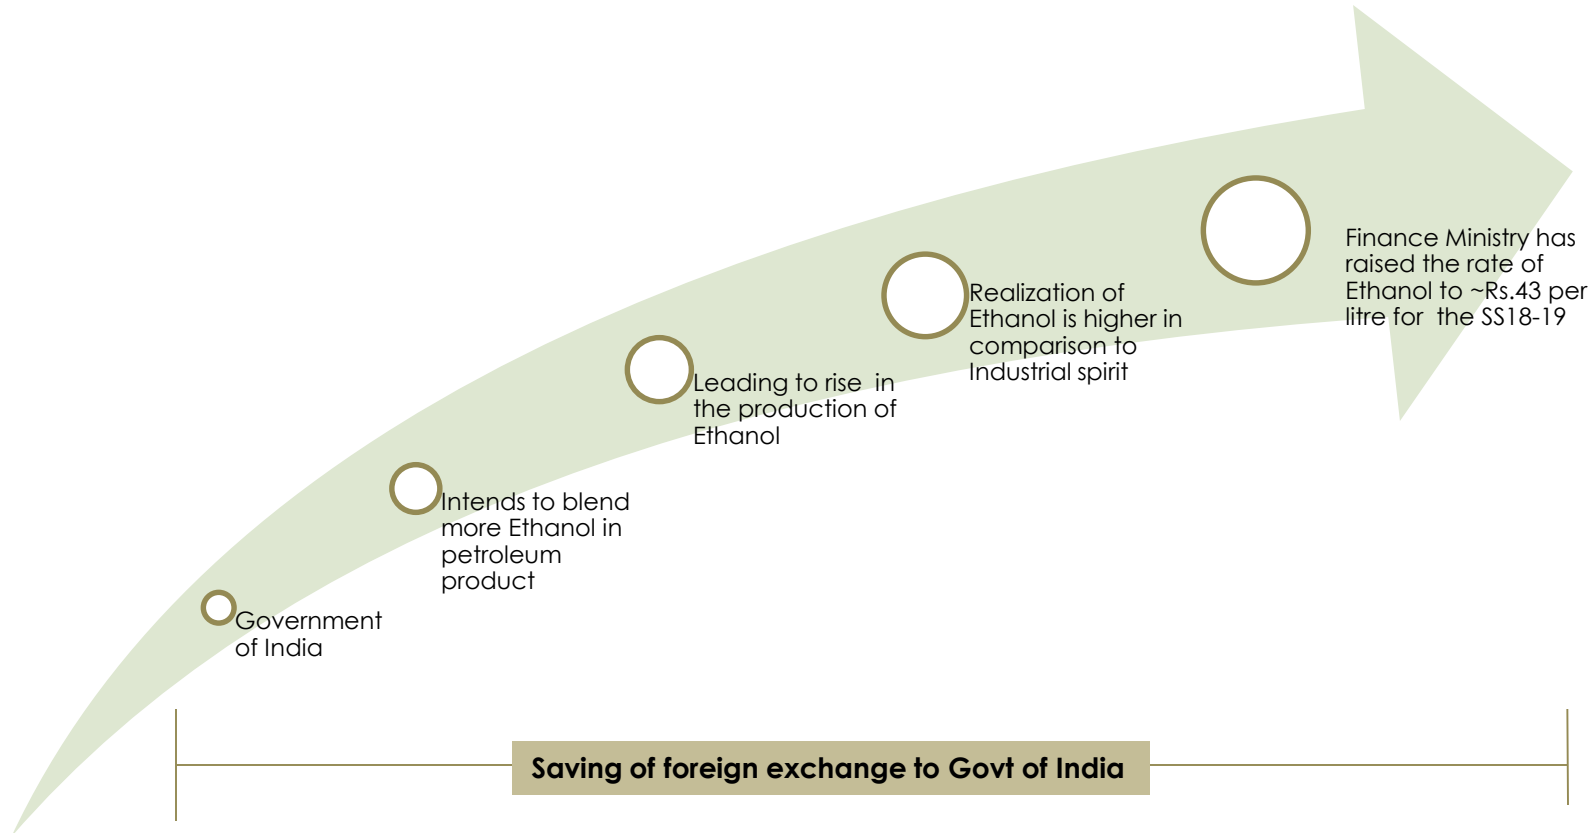 Government
of India
Intends to blend
more Ethanol in
petroleum
product
Leading to rise  in
the production of
Ethanol
Realization of
Ethanol is higher in
comparison to
Industrial spirit
Finance Ministry has
raised the rate of
Ethanol to ~Rs.43 per
litre for  the SS18-19
Saving of foreign exchange to Govt of India